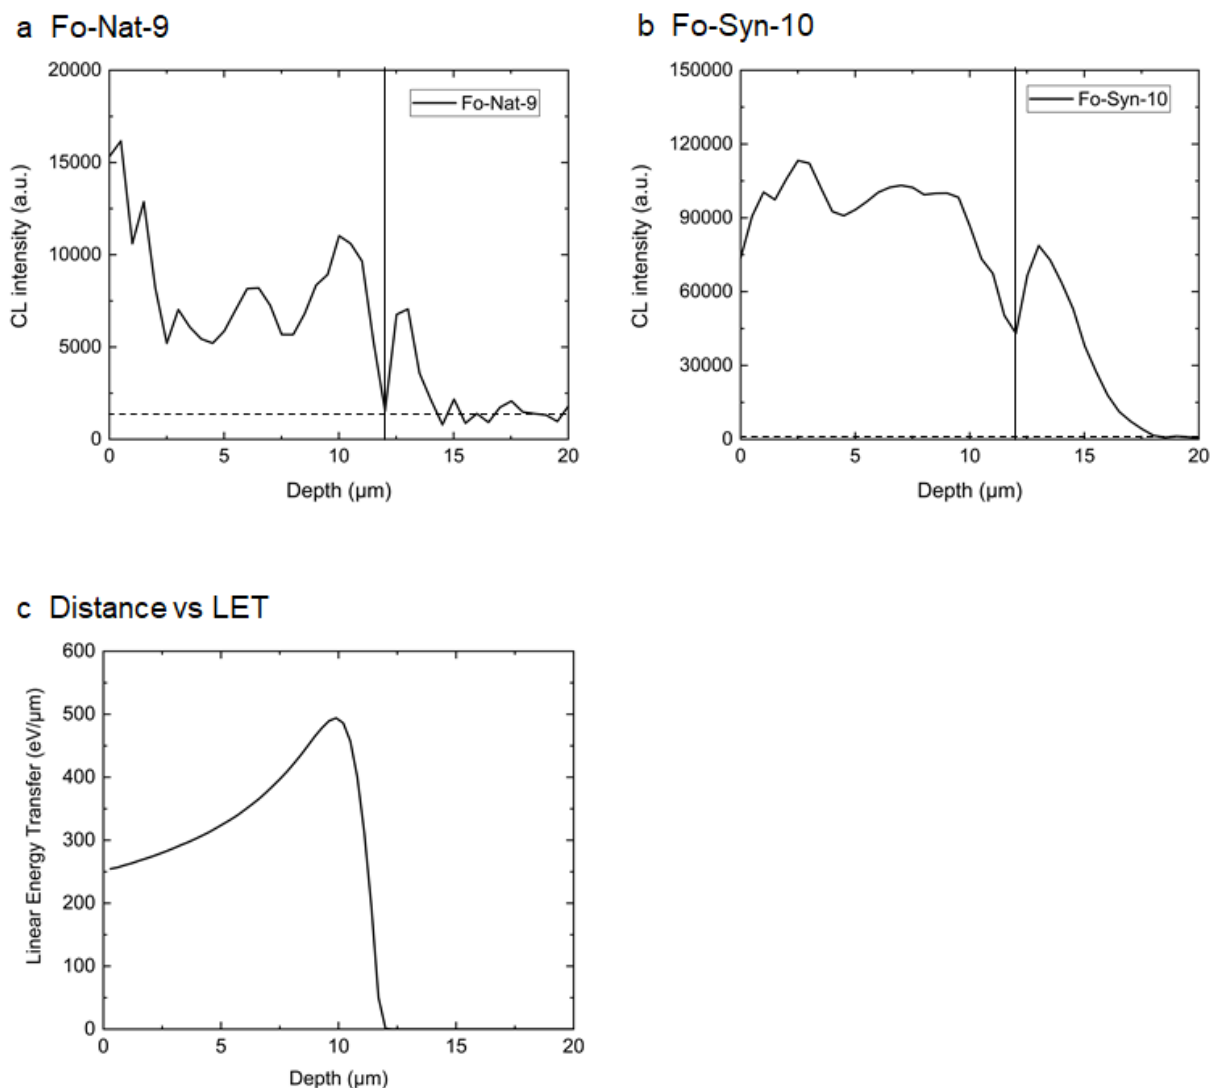 a Fo-Nat-9
20000
15000
10000
5000
0
CL intensity (a.u.)
Fo-Nat-9
0 5 10 15 20
Depth (µm)
b Fo-Syn-10
150000
120000
90000
60000
30000
0
CL intensity (a.u.)
Fo-Syn-10
0 5 10 15 20
Depth (µm)
c Distance vs LET
600
500
400
300
200
100
0
Linear Energy Transfer (eV/µm)
0 5 10 15 20
Depth (µm)